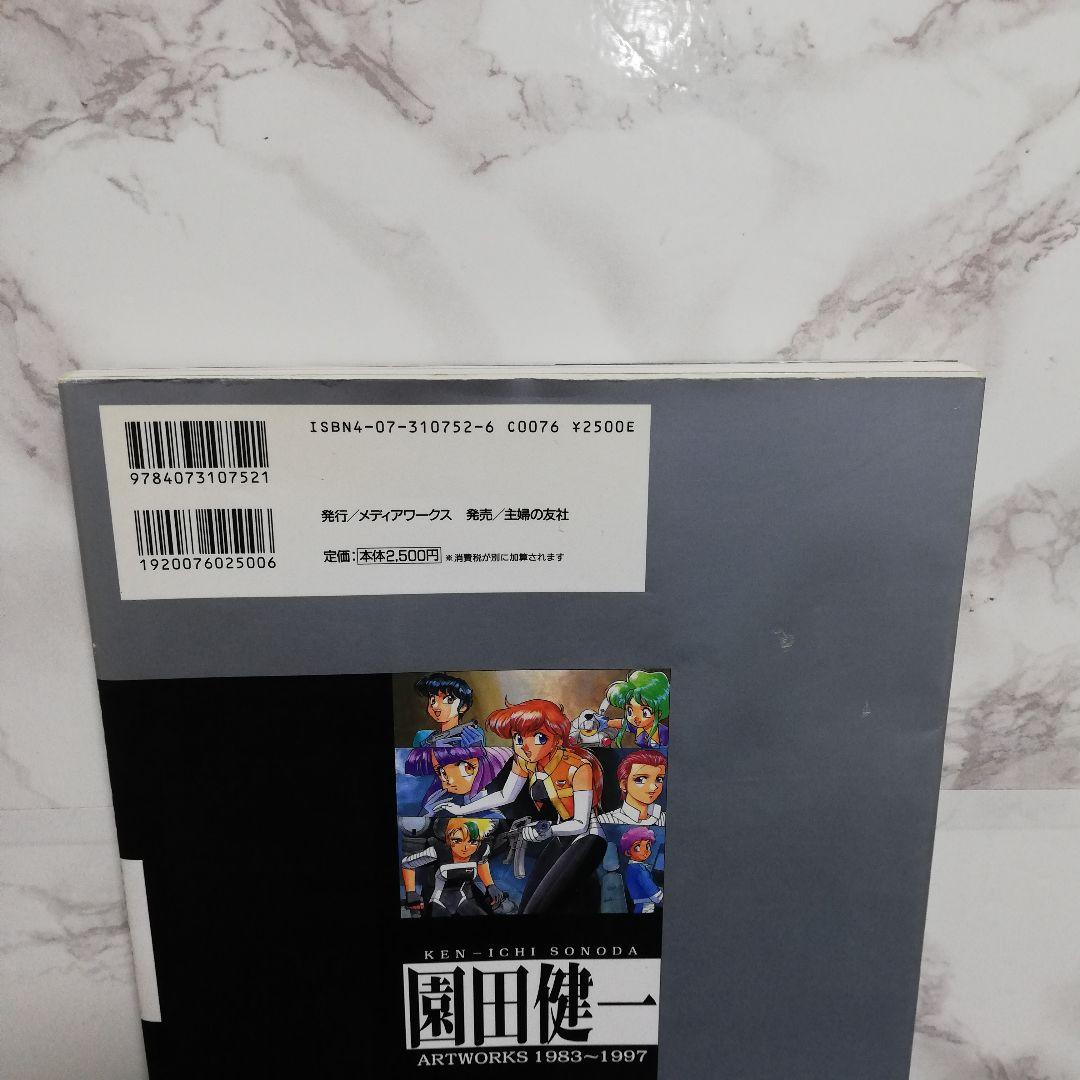 ISBN4-07-310752-6 C0076 ¥2500E
9784073107521
発行/メディアワークス 発売/主婦の友社
1920076025006
定価:本体2,500円 ※消費税が別に加算されます
KEN-ICHI SONODA
園田健一
ARTWORKS 1983~1997